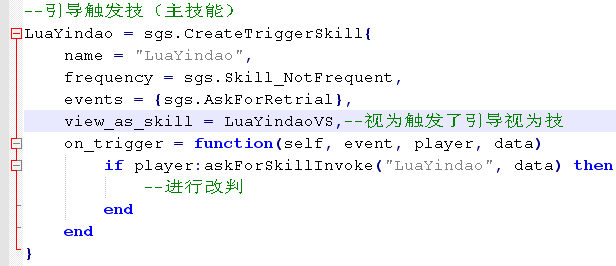 --引导触发技（主技能）
LuaYindao = sgs.CreateTriggerSkill{
    name = "LuaYindao",
    frequency = sgs.Skill_NotFrequent,
    events = {sgs.AskForRetrial},
    view_as_skill = LuaYindaoVS,--视为触发了引导视为技
    on_trigger = function(self, event, player, data)
        if player:askForSkillInvoke("LuaYindao", data) then
            --进行改判
        end
    end
}